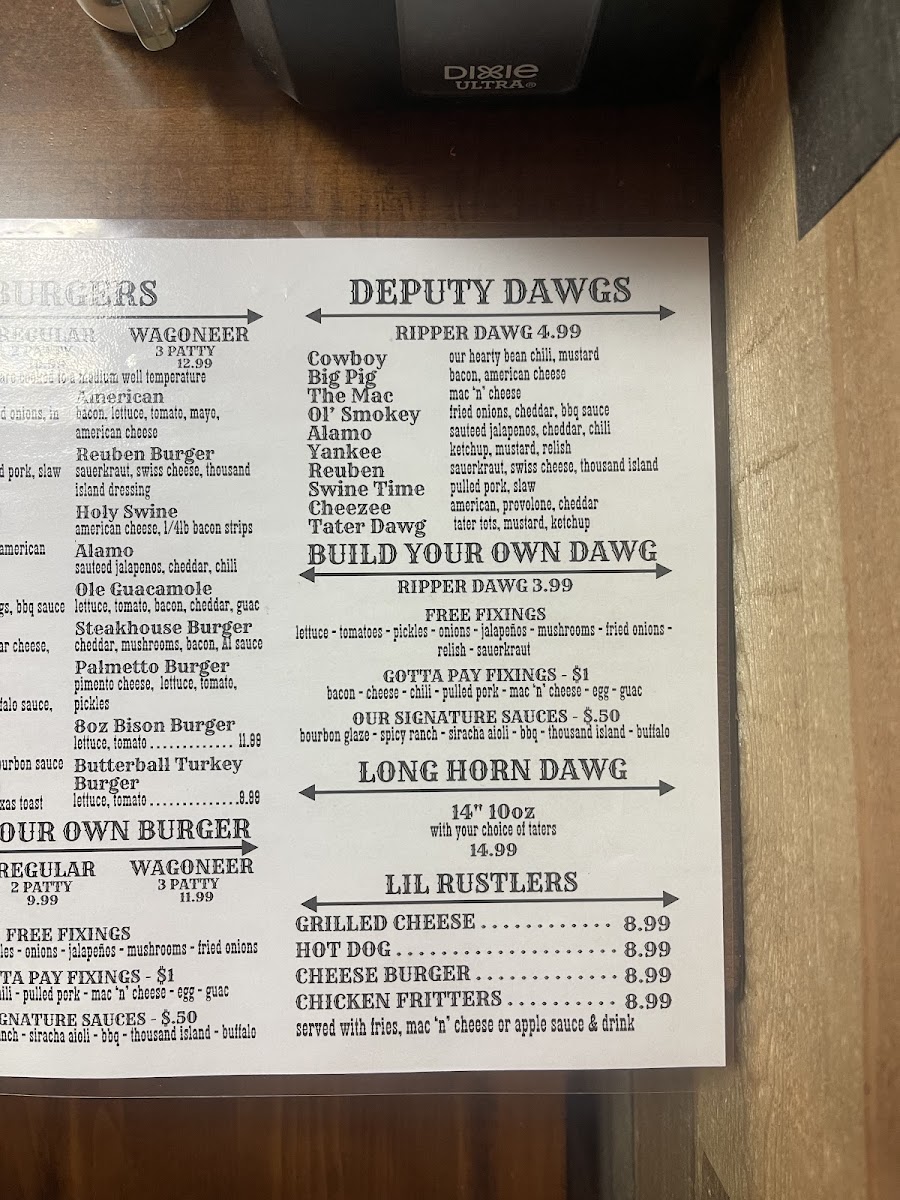 DIXIE
ULTRA®
BURGERS
REGULAR WAGONEER
2 PATTY 3 PATTY
12.99
are cooked to a medium well temperature
American
d onions, in bacon, lettuce, tomato, mayo,
american cheese
Reuben Burger
d pork, slaw sauerkraut, swiss cheese, thousand
island dressing
Holy Swine
american cheese, 1/4lb bacon strips
american Alamo
sauteed jalapenos, cheddar, chili
Ole Guacamole
gs, bbq sauce lettuce, tomato, bacon, cheddar, guac
Steakhouse Burger
ar cheese, cheddar, mushrooms, bacon, A1 sauce
Palmetto Burger
pimento cheese, lettuce, tomato,
falo sauce, pickles
8oz Bison Burger
lettuce, tomato ............. 11.99
ourbon sauce Butterball Turkey
Burger
xas toast lettuce, tomato .............. 9.99
OUR OWN BURGER
REGULAR WAGONEER
2 PATTY 3 PATTY
9.99 11.99
FREE FIXINGS
les - onions - jalapeños - mushrooms - fried onions
TA PAY FIXINGS - $1
ili - pulled pork - mac 'n' cheese - egg - guac
GNATURE SAUCES - $.50
nch - siracha aioli - bbq - thousand island - buffalo
DEPUTY DAWGS
RIPPER DAWG 4.99
Cowboy our hearty bean chili, mustard
Big Pig bacon, american cheese
The Mac mac 'n' cheese
Ol' Smokey fried onions, cheddar, bbq sauce
Alamo sauteed jalapenos, cheddar, chili
Yankee ketchup, mustard, relish
Reuben sauerkraut, swiss cheese, thousand island
Swine Time pulled pork, slaw
Cheezee american, provolone, cheddar
Tater Dawg tater tots, mustard, ketchup
BUILD YOUR OWN DAWG
RIPPER DAWG 3.99
FREE FIXINGS
lettuce - tomatoes - pickles - onions - jalapeños - mushrooms - fried onions -
relish - sauerkraut
GOTTA PAY FIXINGS - $1
bacon - cheese - chili - pulled pork - mac 'n' cheese - egg - guac
OUR SIGNATURE SAUCES - $.50
bourbon glaze - spicy ranch - siracha aioli - bbq - thousand island - buffalo
LONG HORN DAWG
14" 10oz
with your choice of taters
14.99
LIL RUSTLERS
GRILLED CHEESE ............ 8.99
HOT DOG .................... 8.99
CHEESE BURGER ............. 8.99
CHICKEN FRITTERS .......... 8.99
served with fries, mac 'n' cheese or apple sauce & drink